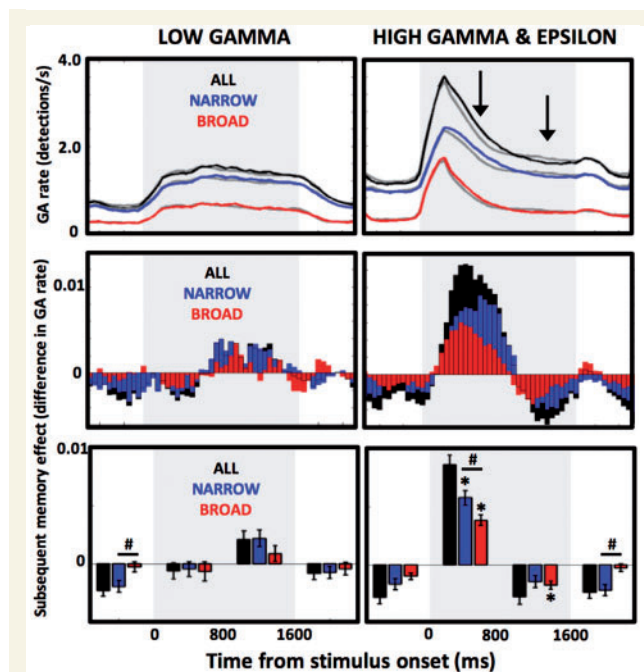 LOW GAMMA
HIGH GAMMA & EPSILON
GA rate (detections/s)
4.0
2.0
0
ALL
NARROW
BROAD
Subsequent memory effect (difference in GA rate)
0.01
0
ALL
NARROW
BROAD
0.01
0
ALL
NARROW
BROAD
#
*
#
*
*
#
0
800
1600
0
800
1600
Time from stimulus onset (ms)